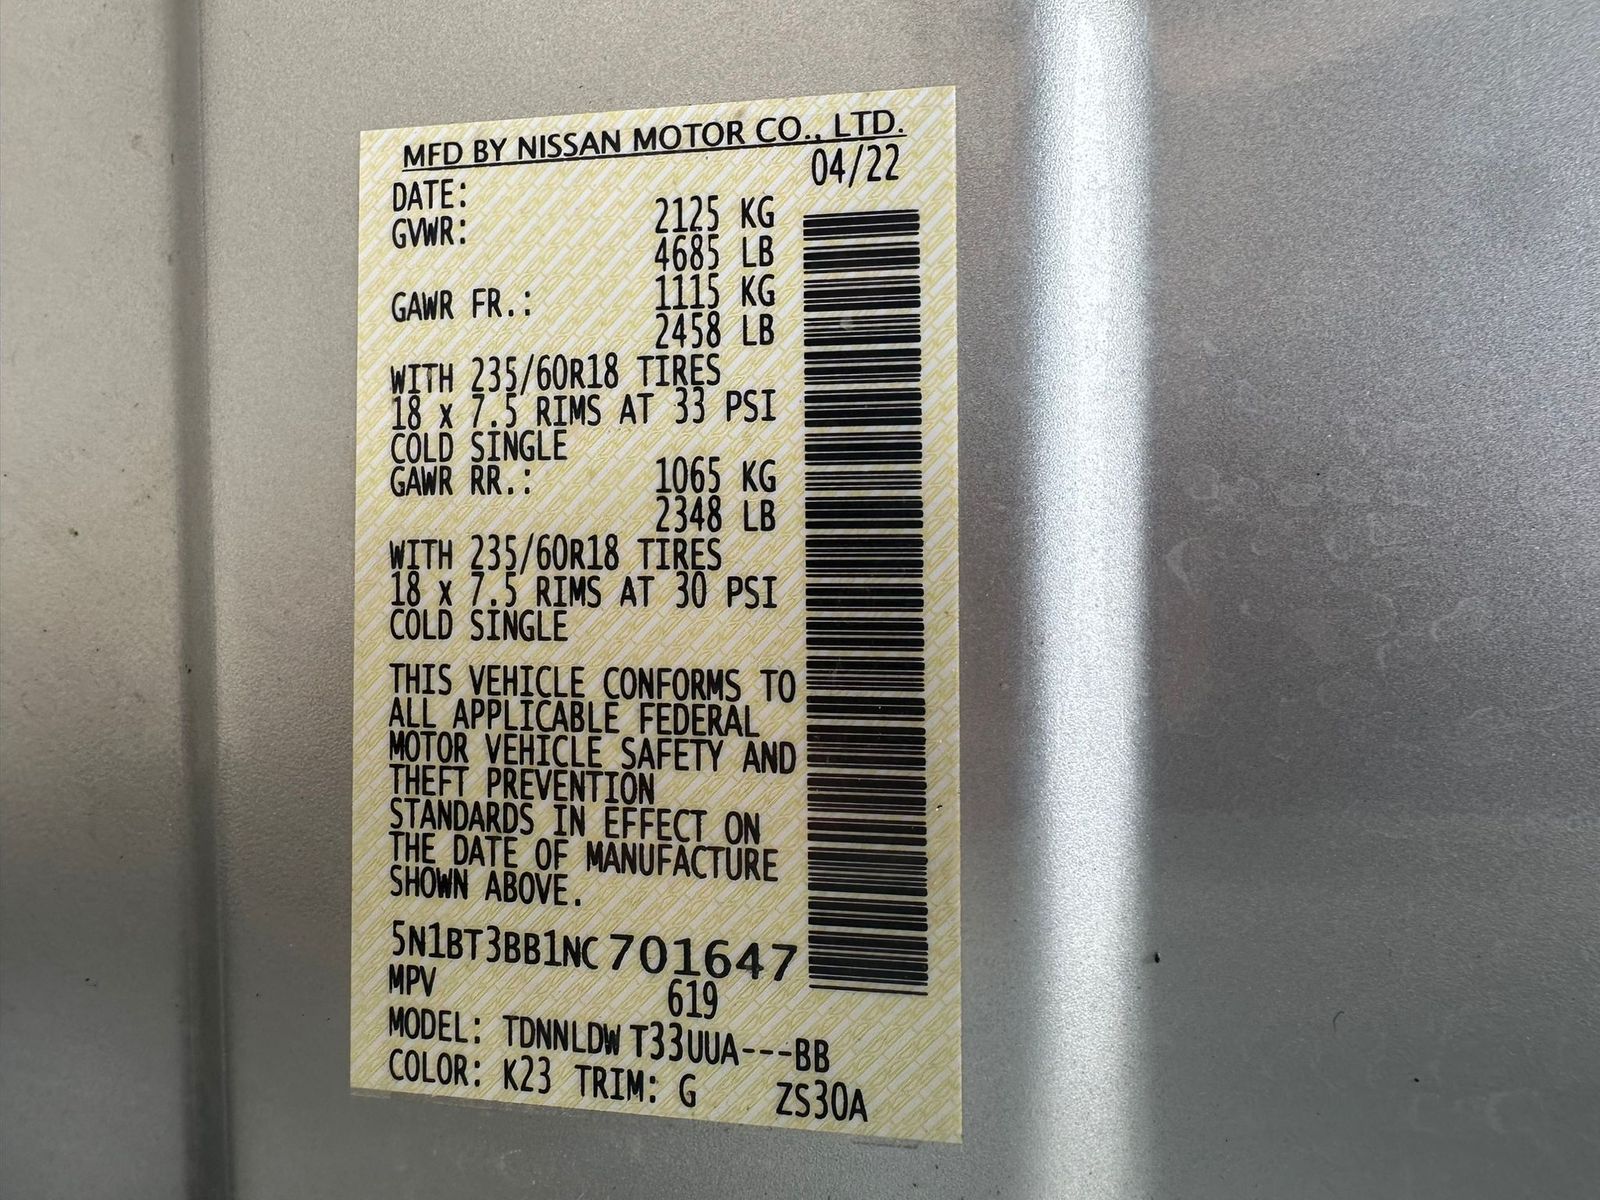 MFD BY NISSAN MOTOR CO., LTD.
DATE: 04/22
GVWR: 2125 KG
4685 LB
GAWR FR.: 1115 KG
2458 LB
WITH 235/60R18 TIRES
18 x 7.5 RIMS AT 33 PSI
COLD SINGLE
GAWR RR.: 1065 KG
2348 LB
WITH 235/60R18 TIRES
18 x 7.5 RIMS AT 30 PSI
COLD SINGLE
THIS VEHICLE CONFORMS TO
ALL APPLICABLE FEDERAL
MOTOR VEHICLE SAFETY AND
THEFT PREVENTION
STANDARDS IN EFFECT ON
THE DATE OF MANUFACTURE
SHOWN ABOVE.
5N1BT3BB1NC701647
MPV 619
MODEL: TDNNLDW T33UUA---BB
COLOR: K23 TRIM: G ZS30A